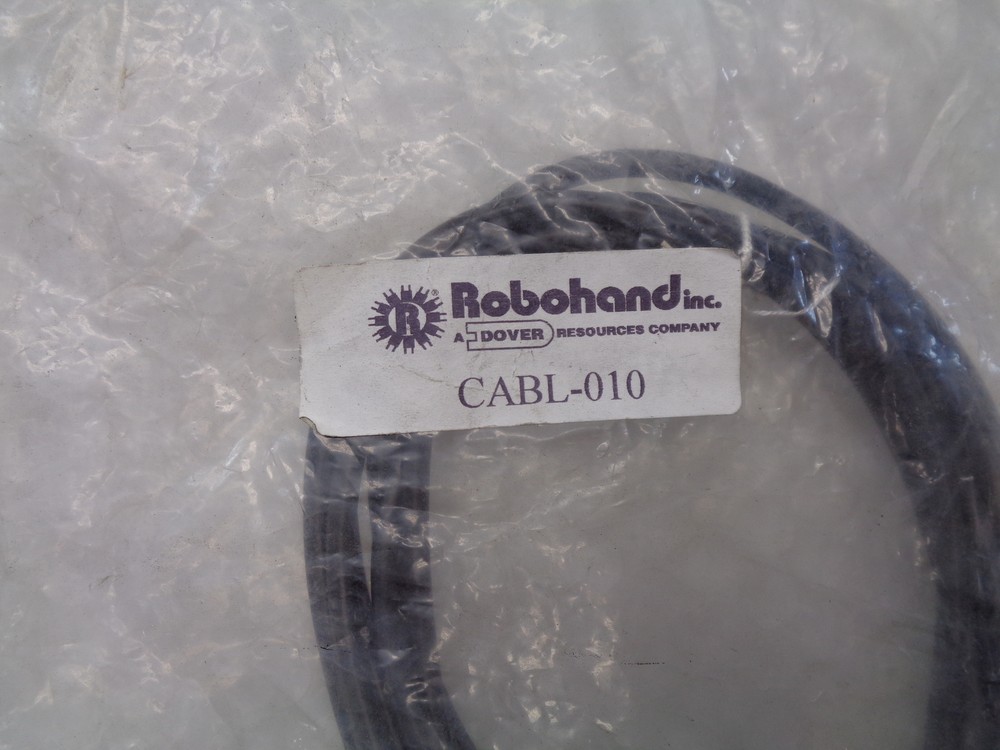 R® Robohand inc.
A DOVER RESOURCES COMPANY
CABL-010